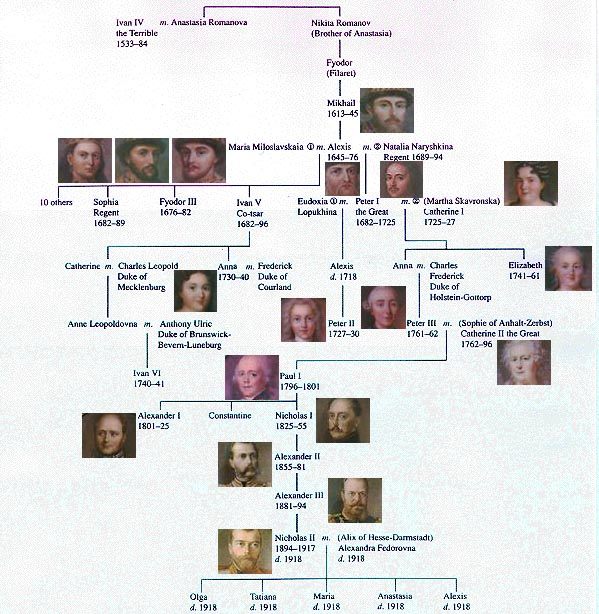 Ivan IV m. Anastasia Romanova
the Terrible
1533–84
Nikita Romanov
(Brother of Anastasia)
Fyodor
(Filaret)
Mikhail
1613–45
Maria Miloslavskaia ① m. Alexis m. ② Natalia Naryshkina
1645–76 Regent 1689–94
10 others
Sophia
Regent
1682–89
Fyodor III
1676–82
Ivan V
Co-tsar
1682–96
Eudoxia ① m.
Lopukhina
Peter I
the Great
1682–1725
m. ② (Martha Skavronska)
Catherine I
1725–27
Catherine m. Charles Leopold
Duke of
Mecklenburg
Anna m. Frederick
1730–40 Duke of
Courland
Alexis
d. 1718
Anna m. Charles
Frederick
Duke of
Holstein-Gottorp
Elizabeth
1741–61
Anne Leopoldovna m. Anthony Ulric
Duke of Brunswick-
Bevern-Luneburg
Peter II
1727–30
Peter III m. (Sophie of Anhalt-Zerbst)
1761–62 Catherine II the Great
1762–96
Ivan VI
1740–41
Paul I
1796–1801
Alexander I
1801–25
Constantine
Nicholas I
1825–55
Alexander II
1855–81
Alexander III
1881–94
Nicholas II m. (Alix of Hesse-Darmstadt)
1894–1917 Alexandra Fedorovna
d. 1918 d. 1918
Olga
d. 1918
Tatiana
d. 1918
Maria
d. 1918
Anastasia
d. 1918
Alexis
d. 1918